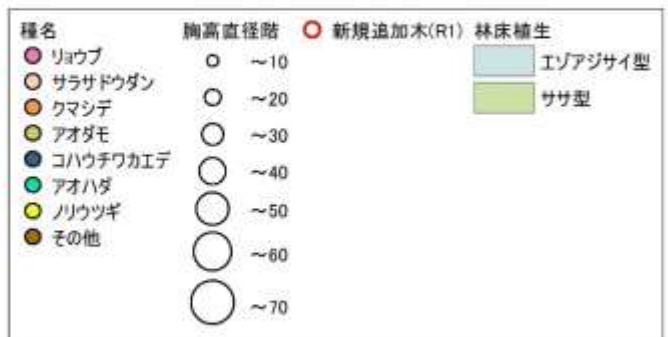 種名
リョウブ
サラサドウダン
クマシデ
アオダモ
コハウチワカエデ
アオハダ
ノリウツギ
その他
胸高直径階
～10
～20
～30
～40
～50
～60
～70
新規追加木(R1)
林床植生
エゾアジサイ型
ササ型